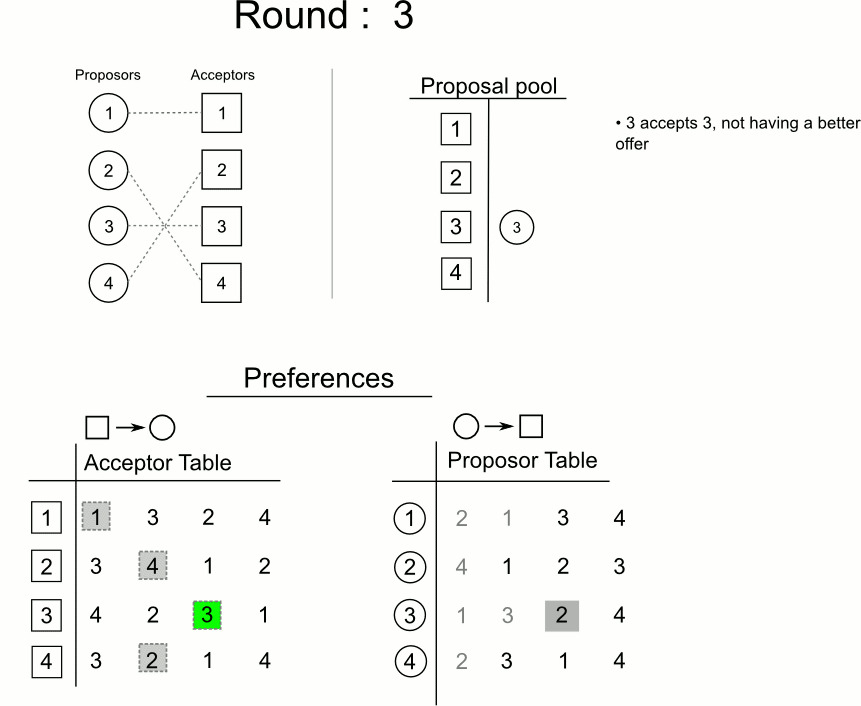 Round : 3
Proposors Acceptors
1 1
2 2
3 3
4 4
Proposal pool
1
2
3 3
4
• 3 accepts 3, not having a better
offer
Preferences
Acceptor Table
1 1 3 2 4
2 3 4 1 2
3 4 2 3 1
4 3 2 1 4
Proposor Table
1 2 1 3 4
2 4 1 2 3
3 1 3 2 4
4 2 3 1 4